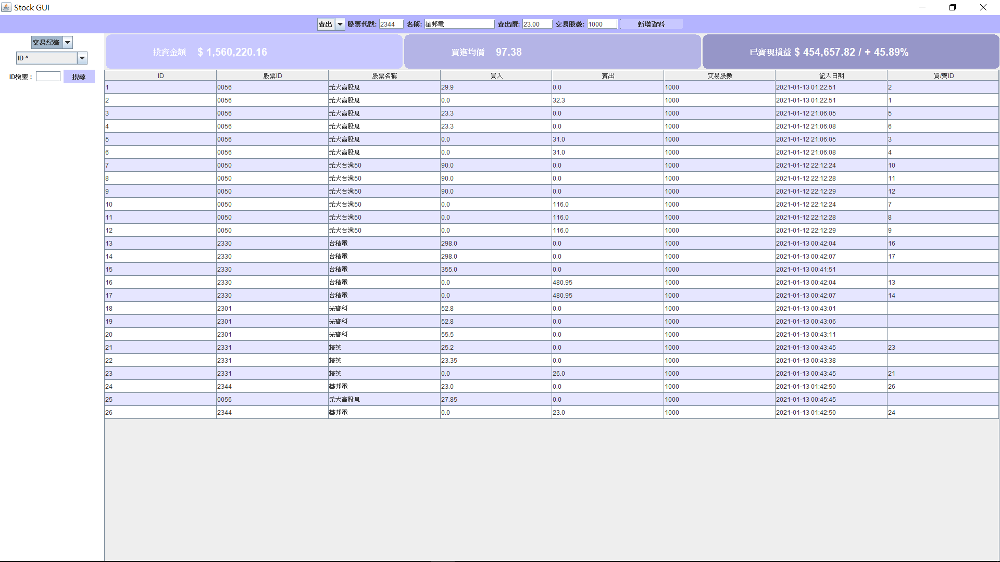 Stock GUI
賣出 股票代號: 2344 名稱: 華邦電 賣出價: 23.00 交易股數: 1000 新增資料
交易紀錄
ID ^
ID檢索 : 搜尋
投資金額 $ 1,560,220.16 買進均價 97.38 已實現損益 $ 454,657.82 / + 45.89%
ID 股票ID 股票名稱 買入 賣出 交易股數 記入日期 買/賣ID
1 0056 元大高股息 29.9 0.0 1000 2021-01-13 01:22:51 2
2 0056 元大高股息 0.0 32.3 1000 2021-01-13 01:22:51 1
3 0056 元大高股息 23.3 0.0 1000 2021-01-12 21:06:05 5
4 0056 元大高股息 23.3 0.0 1000 2021-01-12 21:06:08 6
5 0056 元大高股息 0.0 31.0 1000 2021-01-12 21:06:05 3
6 0056 元大高股息 0.0 31.0 1000 2021-01-12 21:06:08 4
7 0050 元大台灣50 90.0 0.0 1000 2021-01-12 22:12:24 10
8 0050 元大台灣50 90.0 0.0 1000 2021-01-12 22:12:28 11
9 0050 元大台灣50 90.0 0.0 1000 2021-01-12 22:12:29 12
10 0050 元大台灣50 0.0 116.0 1000 2021-01-12 22:12:24 7
11 0050 元大台灣50 0.0 116.0 1000 2021-01-12 22:12:28 8
12 0050 元大台灣50 0.0 116.0 1000 2021-01-12 22:12:29 9
13 2330 台積電 298.0 0.0 1000 2021-01-13 00:42:04 16
14 2330 台積電 298.0 0.0 1000 2021-01-13 00:42:07 17
15 2330 台積電 355.0 0.0 1000 2021-01-13 00:41:51
16 2330 台積電 0.0 480.95 1000 2021-01-13 00:42:04 13
17 2330 台積電 0.0 480.95 1000 2021-01-13 00:42:07 14
18 2301 光寶科 52.8 0.0 1000 2021-01-13 00:43:01
19 2301 光寶科 52.8 0.0 1000 2021-01-13 00:43:06
20 2301 光寶科 55.5 0.0 1000 2021-01-13 00:43:11
21 2331 精英 25.2 0.0 1000 2021-01-13 00:43:45 23
22 2331 精英 23.35 0.0 1000 2021-01-13 00:43:38
23 2331 精英 0.0 26.0 1000 2021-01-13 00:43:45 21
24 2344 華邦電 23.0 0.0 1000 2021-01-13 01:42:50 26
25 0056 元大高股息 27.85 0.0 1000 2021-01-13 00:45:45
26 2344 華邦電 0.0 23.0 1000 2021-01-13 01:42:50 24